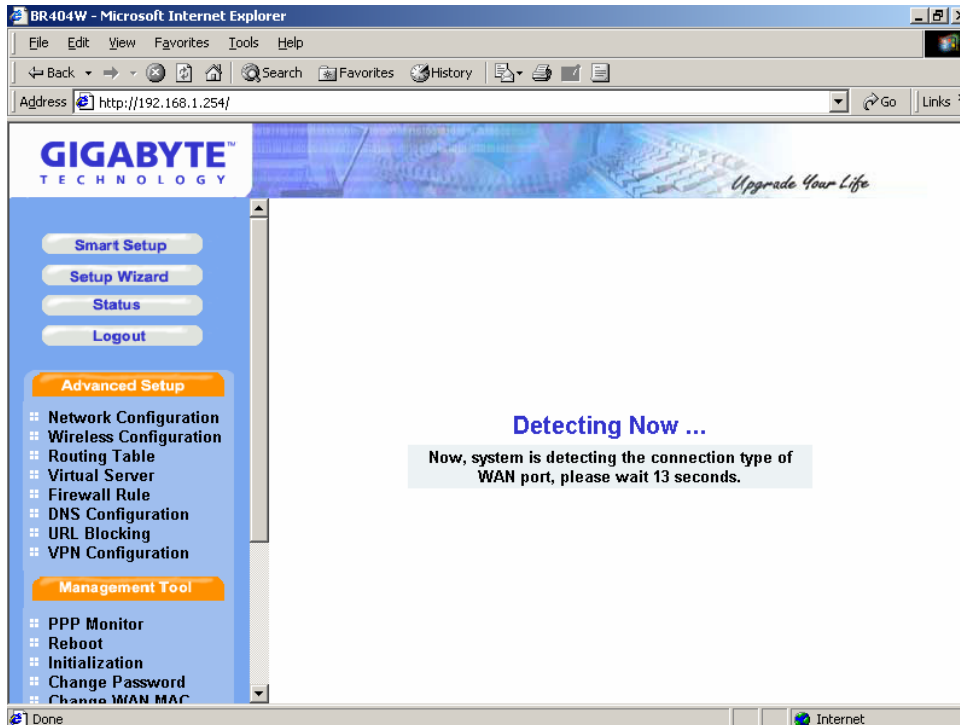 BR404W - Microsoft Internet Explorer
File Edit View Favorites Tools Help
Back Search Favorites History
Address http://192.168.1.254/ Go Links
GIGABYTE™
TECHNOLOGY
Upgrade Your Life
Smart Setup
Setup Wizard
Status
Logout
Advanced Setup
Network Configuration
Wireless Configuration
Routing Table
Virtual Server
Firewall Rule
DNS Configuration
URL Blocking
VPN Configuration
Management Tool
PPP Monitor
Reboot
Initialization
Change Password
Change WAN MAC
Detecting Now ...
Now, system is detecting the connection type of
WAN port, please wait 13 seconds.
Done Internet